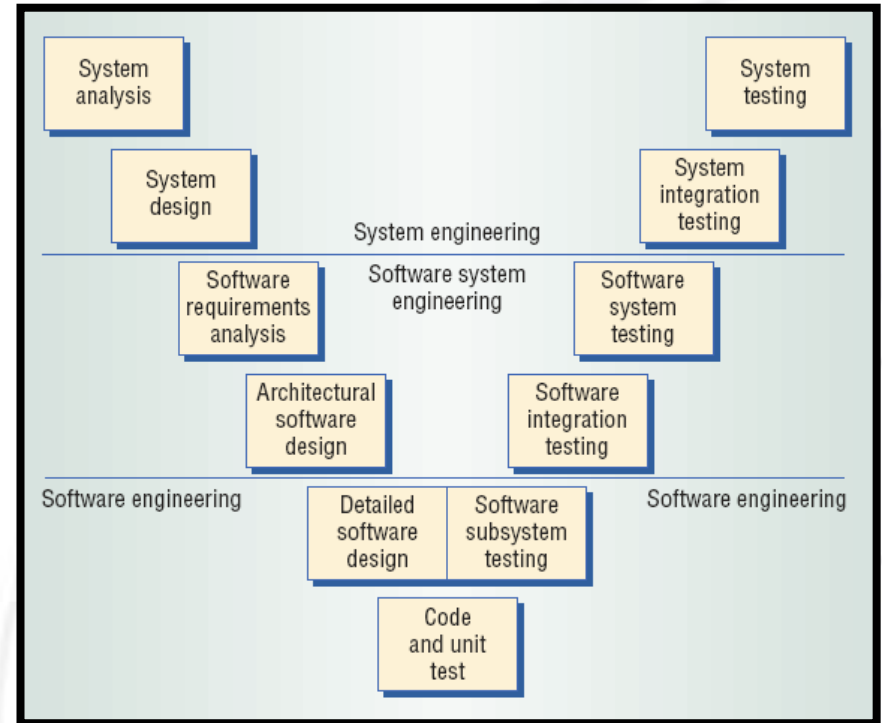 System
analysis
System
testing
System
design
System
integration
testing
System engineering
Software system
engineering
Software
requirements
analysis
Software
system
testing
Architectural
software
design
Software
integration
testing
Software engineering
Software engineering
Detailed
software
design
Software
subsystem
testing
Code
and unit
test